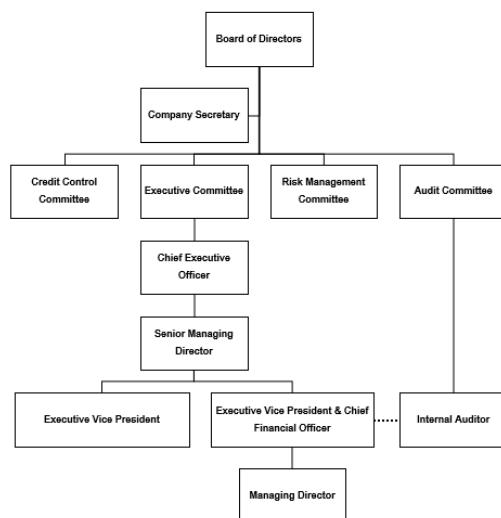 Board of Directors
Company Secretary
Credit Control
Committee
Executive Committee
Risk Management
Committee
Audit Committee
Chief Executive
Officer
Senior Managing
Director
Executive Vice President
Executive Vice President & Chief
Financial Officer
Internal Auditor
Managing Director